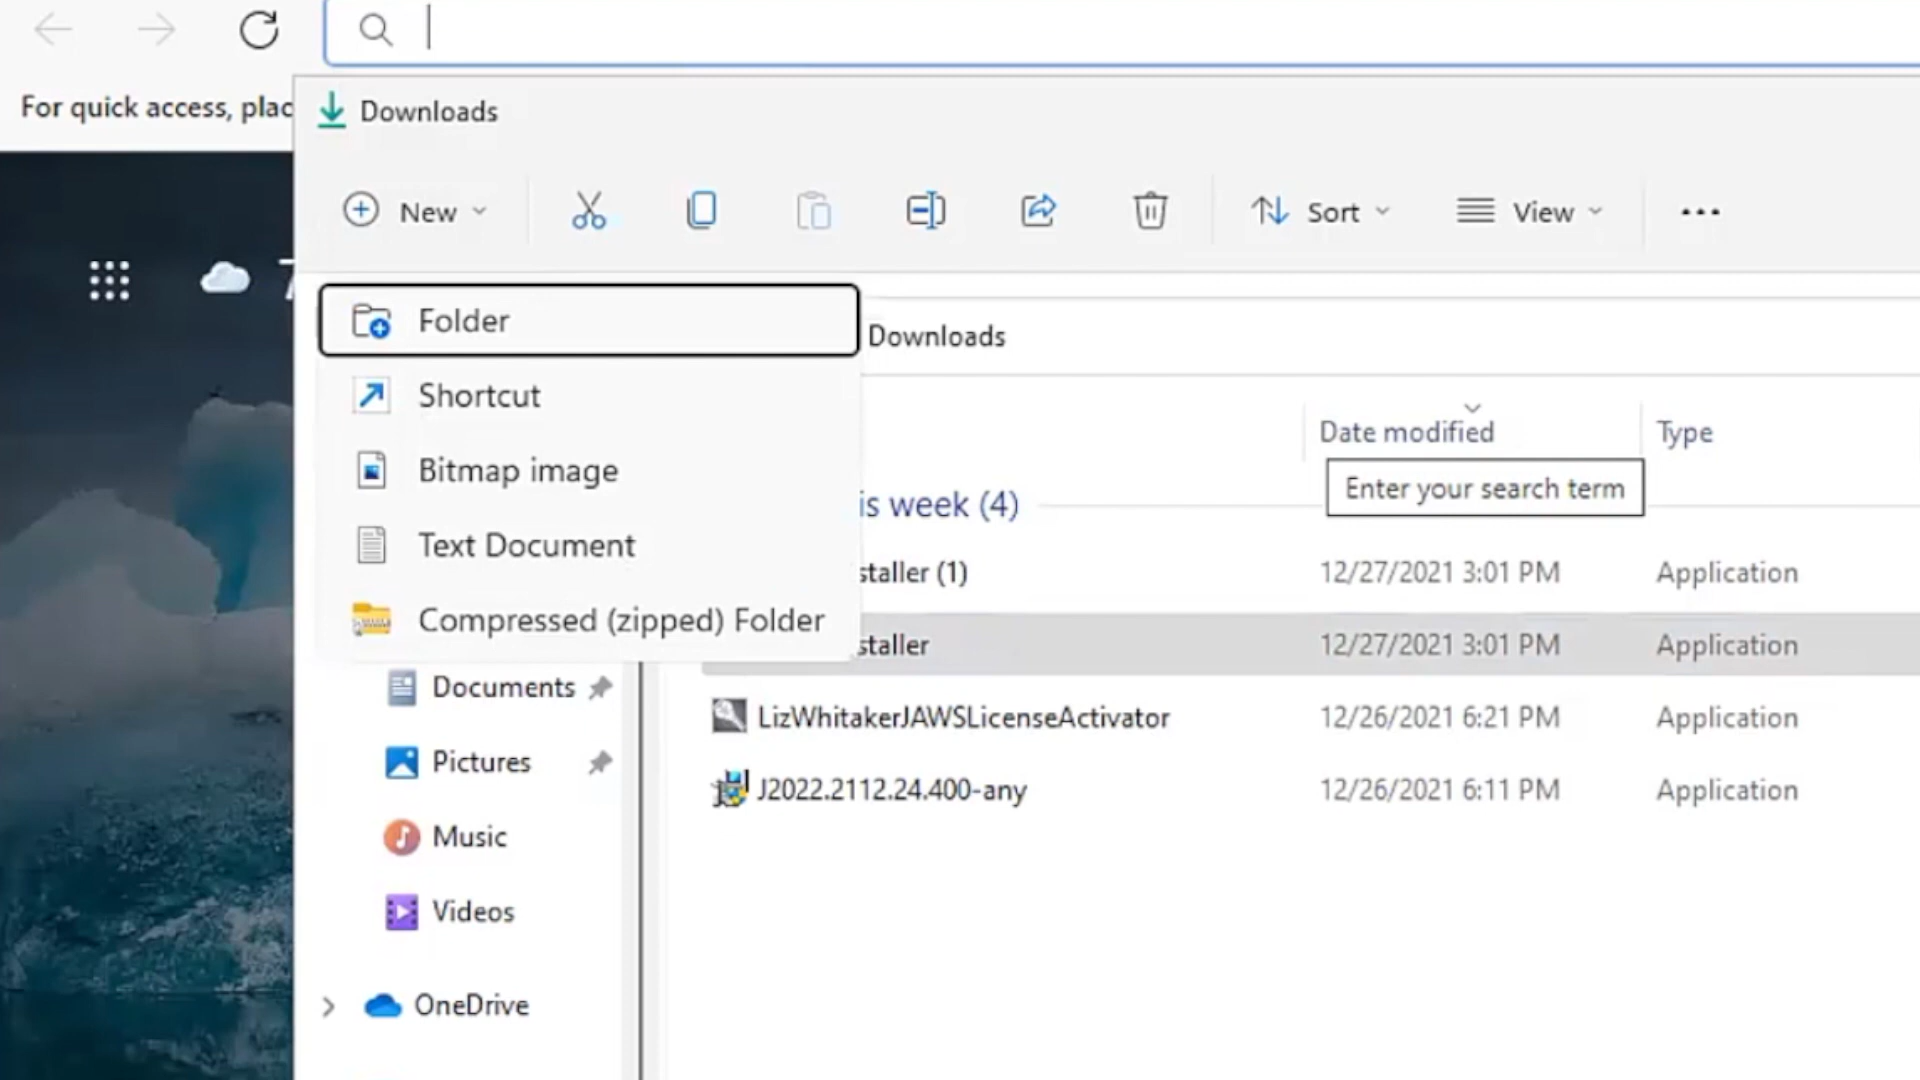 For quick access, plac
Downloads
New
Sort
View
Folder
Downloads
Shortcut
Date modified
Type
Bitmap image
Enter your search term
is week (4)
Text Document
staller (1)
12/27/2021 3:01 PM
Application
Compressed (zipped) Folder
staller
12/27/2021 3:01 PM
Application
Documents
LizWhitakerJAWSLicenseActivator
12/26/2021 6:21 PM
Application
Pictures
J2022.2112.24.400-any
12/26/2021 6:11 PM
Application
Music
Videos
OneDrive